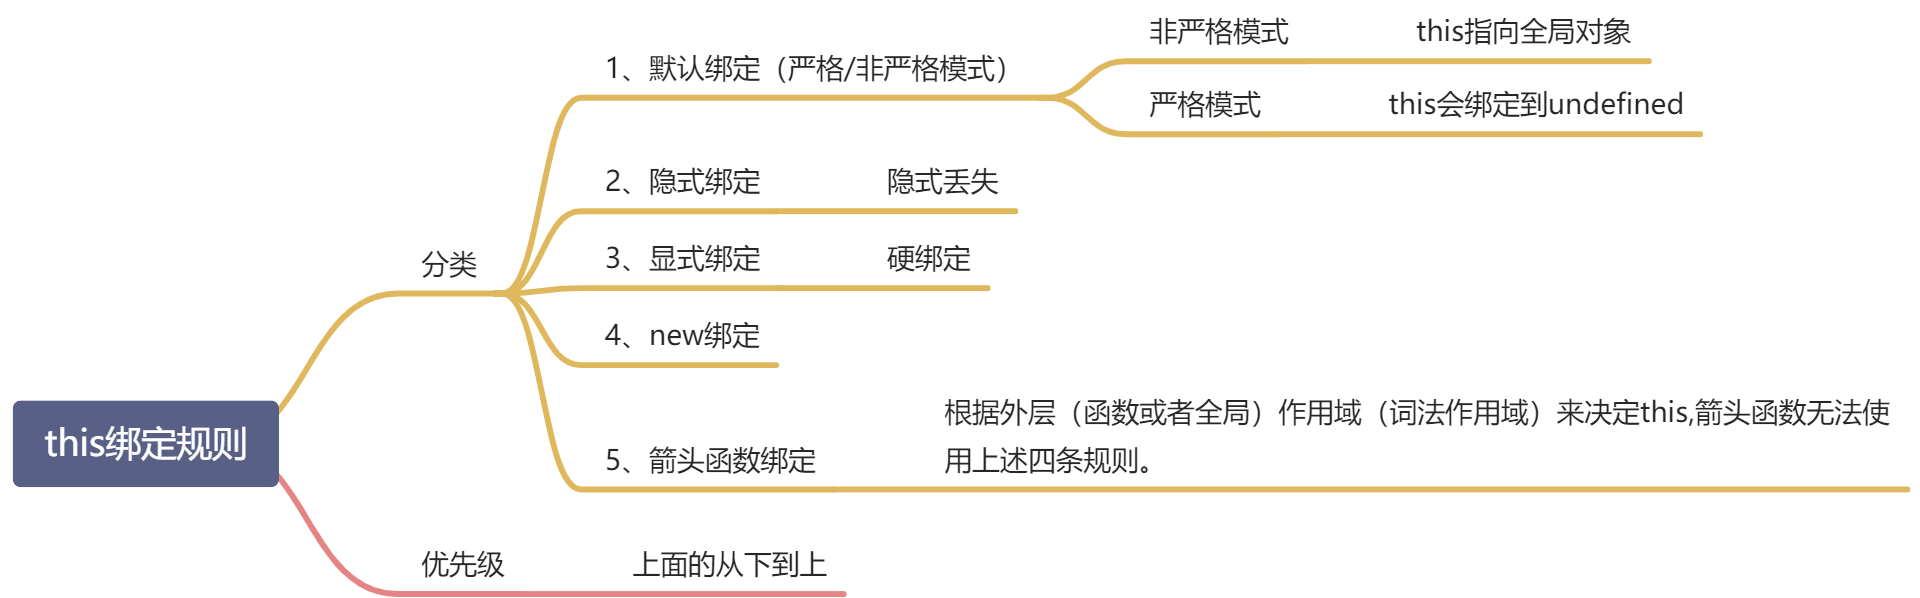 this绑定规则
分类
1、默认绑定（严格/非严格模式）
非严格模式
this指向全局对象
严格模式
this会绑定到undefined
2、隐式绑定
隐式丢失
3、显式绑定
硬绑定
4、new绑定
5、箭头函数绑定
根据外层（函数或者全局）作用域（词法作用域）来决定this,箭头函数无法使
用上述四条规则。
优先级
上面的从下到上